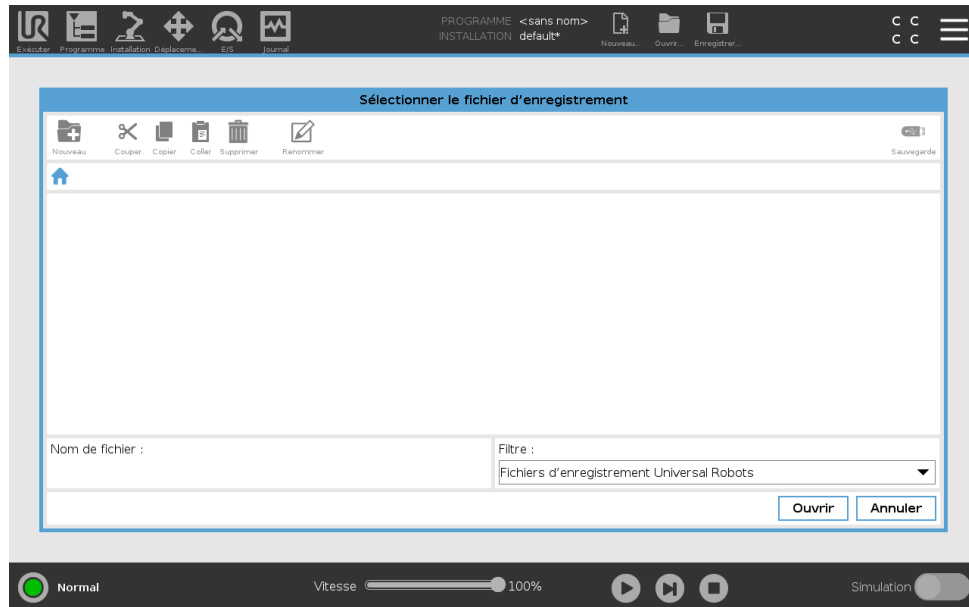 PROGRAMME <sans nom>
INSTALLATION default*
C C
C C
Exécuter Programme Installation Déplaceme... E/S Journal
Nouveau... Ouvrir... Enregistrer...
Sélectionner le fichier d'enregistrement
Nouveau Couper Copier Coller Supprimer Renommer Sauvegarde
Nom de fichier :
Filtre :
Fichiers d'enregistrement Universal Robots
Ouvrir Annuler
Normal Vitesse 100% Simulation